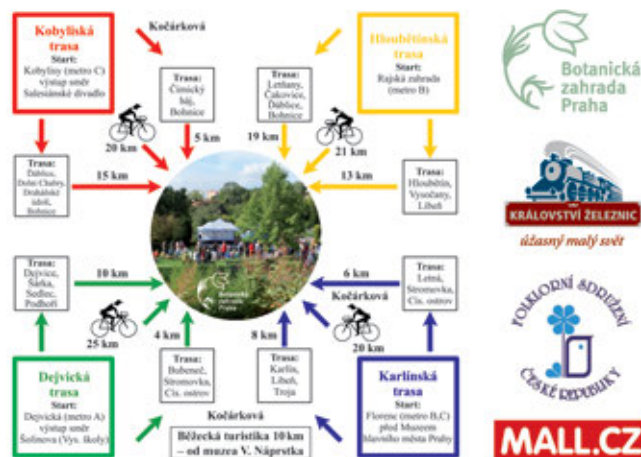 Kobyliská
trasa
Start:
Kobylisy (metro C)
výstup směr
Salesiánské divadlo
Kočárková
Trasa:
Čimický
háj,
Bohnice
Trasa:
Letňany,
Čakovice,
Ďáblice,
Bohnice
Hloubětínská
trasa
Start:
Rajská zahrada
(metro B)
20 km
5 km
19 km
21 km
Trasa:
Ďáblice,
Dolní Chabry,
Drahaňské
údolí,
Bohnice
15 km
13 km
Trasa:
Hloubětín,
Vysočany,
Libeň
Trasa:
Dejvice,
Šárka,
Sedlec,
Podhoří
10 km
6 km
Trasa:
Letná,
Stromovka,
Cís. ostrov
Botanická
zahrada
Praha
Kočárková
25 km
4 km
8 km
20 km
Dejvická
trasa
Start:
Dejvická (metro A)
výstup směr
Šolínova (Vys. školy)
Trasa:
Bubeneč,
Stromovka,
Cís. ostrov
Trasa:
Karlín,
Libeň,
Troja
Karlínská
trasa
Start:
Florenc (metro B,C)
před Muzeem
hlavního města Prahy
Kočárková
Běžecká turistika 10 km
– od muzea V. Náprstka
Botanická
zahrada
Praha
KRÁLOVSTVÍ ŽELEZNIC
úžasný malý svět
FOLKLORNÍ SDRUŽENÍ
ČESKÉ REPUBLIKY
MALL.CZ